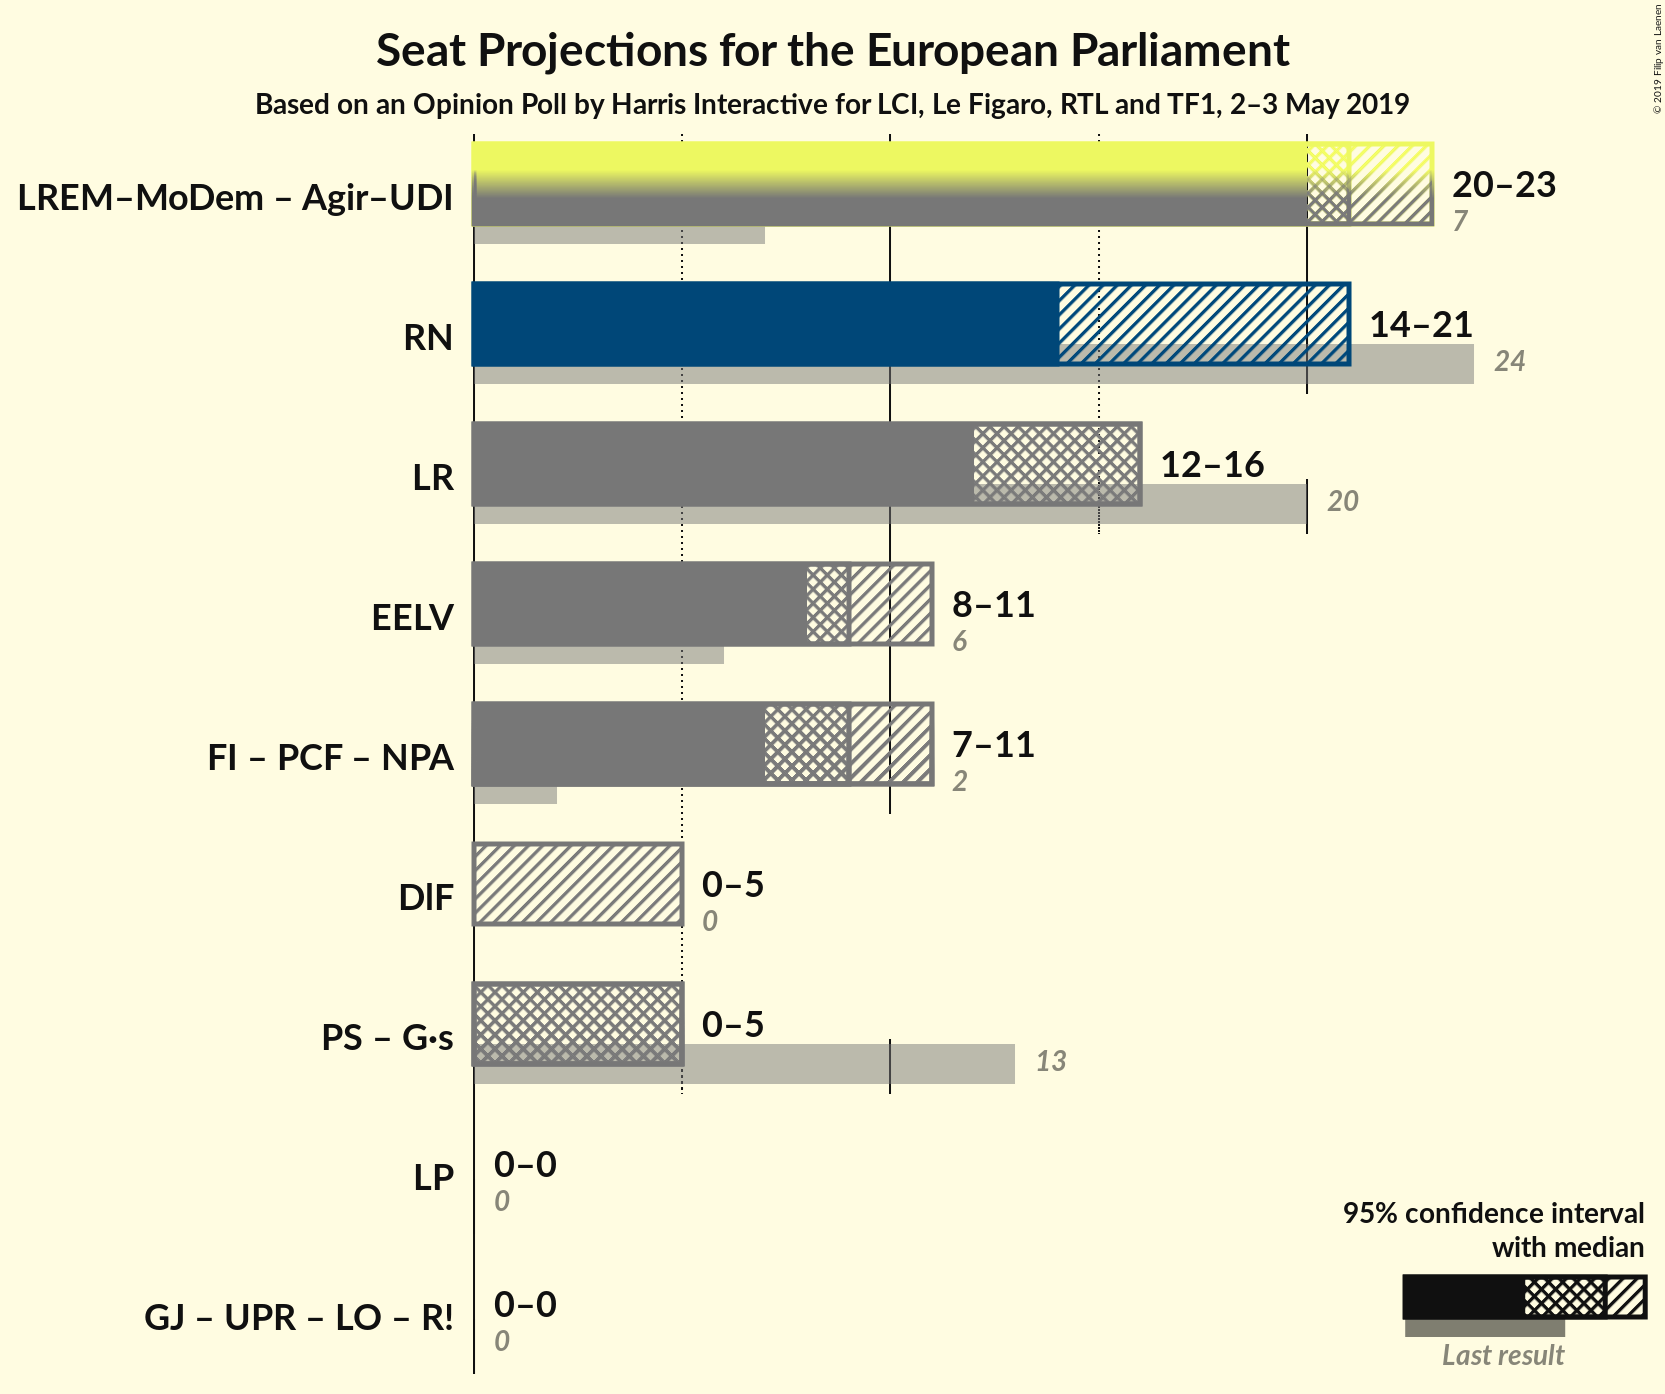 Seat Projections for the European Parliament
Based on an Opinion Poll by Harris Interactive for LCI, Le Figaro, RTL and TF1, 2–3 May 2019
© 2019 Filip van Laenen
LREM–MoDem – Agir–UDI
20–23
7
RN
14–21
24
LR
12–16
20
EELV
8–11
6
FI – PCF – NPA
7–11
2
DlF
0–5
0
PS – G·s
0–5
13
LP
0–0
0
GJ – UPR – LO – R!
0–0
0
95% confidence interval
with median
Last result